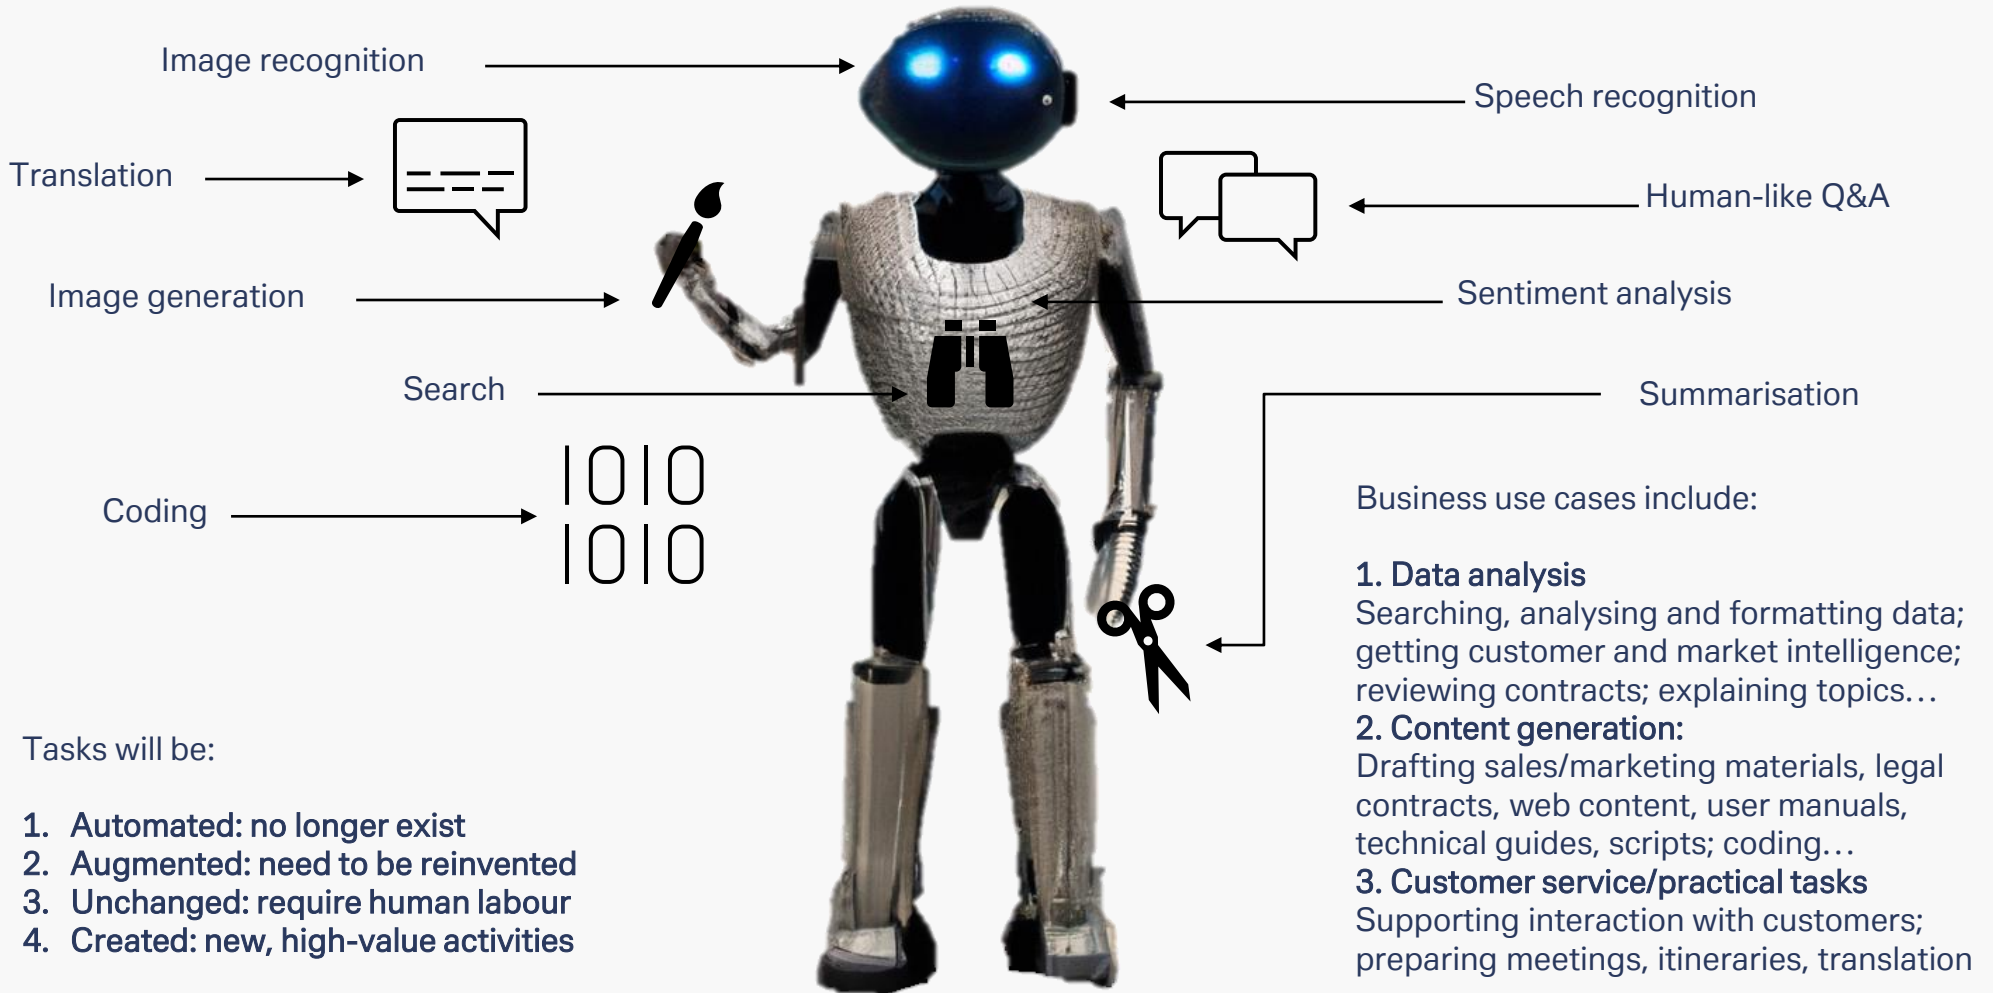 Image recognition
Speech recognition
Translation
Human-like Q&A
Image generation
Sentiment analysis
Search
Summarisation
1010
1010
Coding
Business use cases include:
1. Data analysis
Searching, analysing and formatting data;
getting customer and market intelligence;
reviewing contracts; explaining topics…
2. Content generation:
Drafting sales/marketing materials, legal
contracts, web content, user manuals,
technical guides, scripts; coding…
3. Customer service/practical tasks
Supporting interaction with customers;
preparing meetings, itineraries, translation
Tasks will be:
1. Automated: no longer exist
2. Augmented: need to be reinvented
3. Unchanged: require human labour
4. Created: new, high-value activities